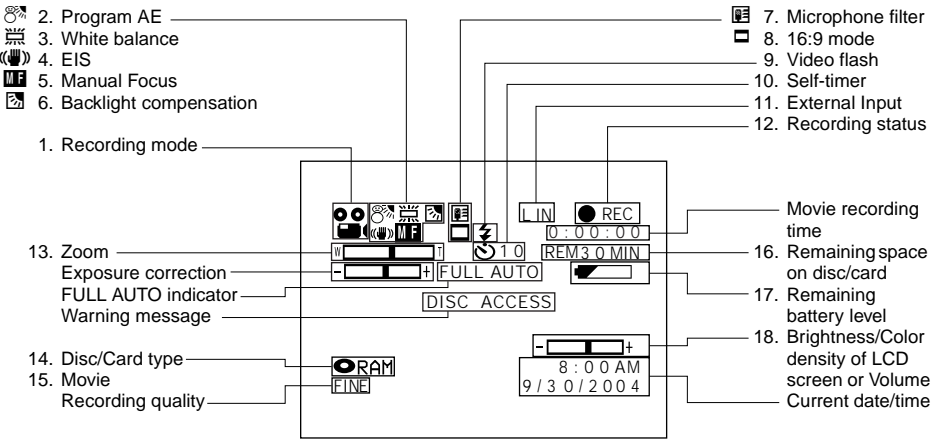 2. Program AE
3. White balance
4. EIS
MF 5. Manual Focus
6. Backlight compensation
1. Recording mode
7. Microphone filter
8. 16:9 mode
9. Video flash
10. Self-timer
11. External Input
12. Recording status
L IN
● REC
MF
0:00:00
W T
10
REM30MIN
- +
FULL AUTO
DISC ACCESS
- +
RAM
8:00AM
FINE
9/30/2004
13. Zoom
Exposure correction
FULL AUTO indicator
Warning message
14. Disc/Card type
15. Movie
Recording quality
Movie recording
time
16. Remaining space
on disc/card
17. Remaining
battery level
18. Brightness/Color
density of LCD
screen or Volume
Current date/time